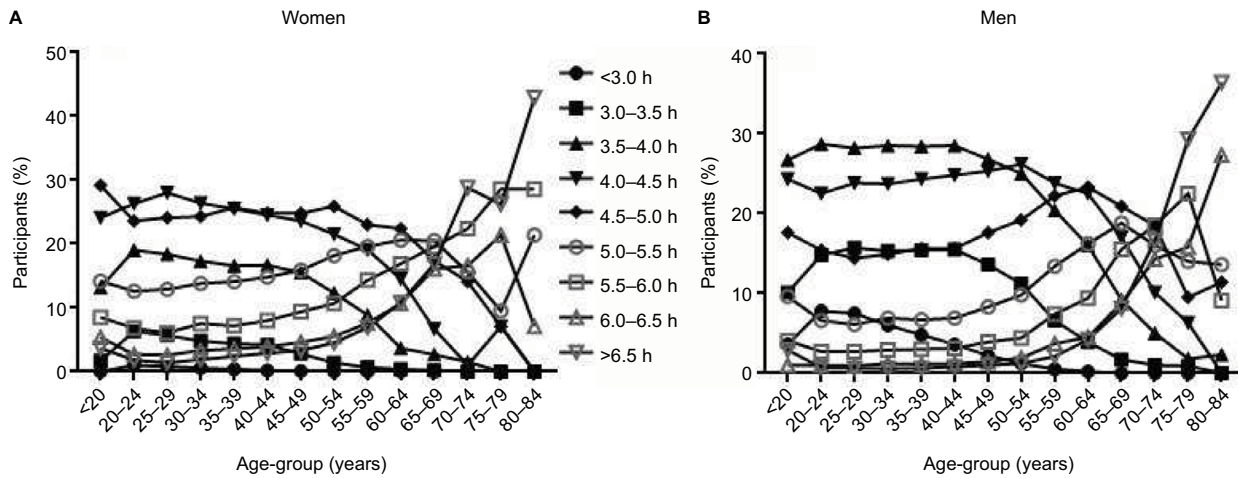 A
Women
50
40
30
20
10
0
Participants (%)
<20
20–24
25–29
30–34
35–39
40–44
45–49
50–54
55–59
60–64
65–69
70–74
75–79
80–84
Age-group (years)
<3.0 h
3.0–3.5 h
3.5–4.0 h
4.0–4.5 h
4.5–5.0 h
5.0–5.5 h
5.5–6.0 h
6.0–6.5 h
>6.5 h
B
Men
40
30
20
10
0
Participants (%)
<20
20–24
25–29
30–34
35–39
40–44
45–49
50–54
55–59
60–64
65–69
70–74
75–79
80–84
Age-group (years)